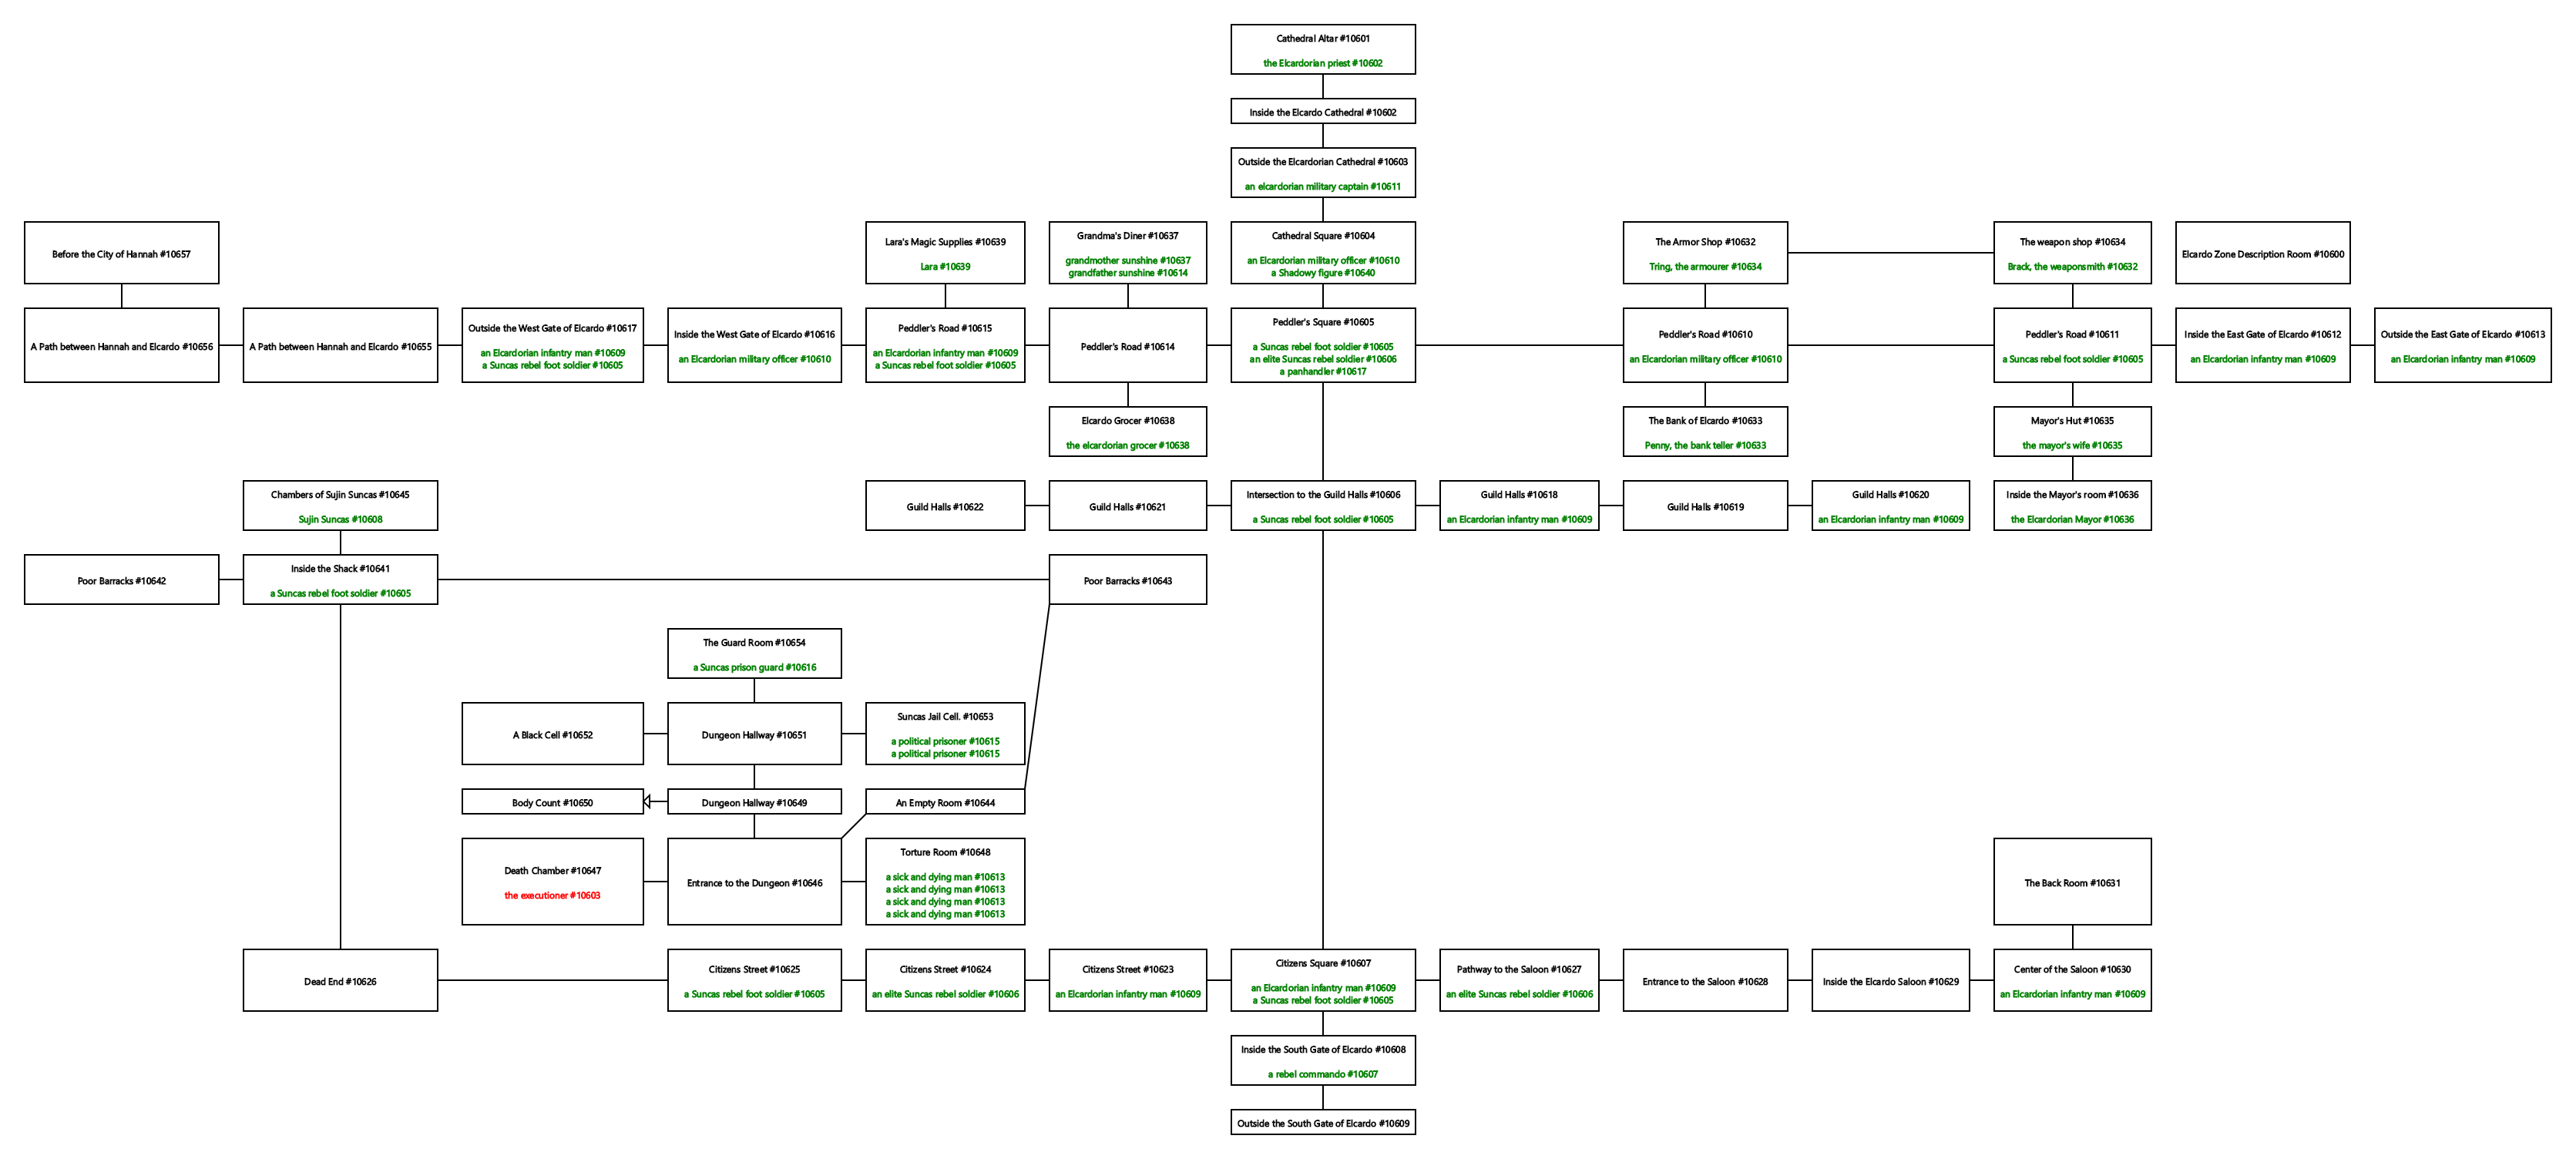 Cathedral Altar #10601
the Elcardorian priest #10602
Inside the Elcardo Cathedral #10602
Outside the Elcardorian Cathedral #10603
an elcardorian military captain #10611
Before the City of Hannah #10657
Lara's Magic Supplies #10639
Lara #10639
Grandma's Diner #10637
grandmother sunshine #10637
grandfather sunshine #10614
Cathedral Square #10604
an Elcardorian military officer #10610
a Shadowy figure #10640
The Armor Shop #10632
Tring, the armourer #10634
The weapon shop #10634
Brack, the weaponsmith #10632
Elcardo Zone Description Room #10600
A Path between Hannah and Elcardo #10656
A Path between Hannah and Elcardo #10655
Outside the West Gate of Elcardo #10617
an Elcardorian infantry man #10609
a Suncas rebel foot soldier #10605
Inside the West Gate of Elcardo #10616
an Elcardorian military officer #10610
Peddler's Road #10615
an Elcardorian infantry man #10609
a Suncas rebel foot soldier #10605
Peddler's Road #10614
Peddler's Square #10605
a Suncas rebel foot soldier #10605
an elite Suncas rebel soldier #10606
a panhandler #10617
Peddler's Road #10610
an Elcardorian military officer #10610
Peddler's Road #10611
a Suncas rebel foot soldier #10605
Inside the East Gate of Elcardo #10612
an Elcardorian infantry man #10609
Outside the East Gate of Elcardo #10613
an Elcardorian infantry man #10609
Elcardo Grocer #10638
the elcardorian grocer #10638
The Bank of Elcardo #10633
Penny, the bank teller #10633
Mayor's Hut #10635
the mayor's wife #10635
Chambers of Sujin Suncas #10645
Sujin Suncas #10608
Guild Halls #10622
Guild Halls #10621
Intersection to the Guild Halls #10606
a Suncas rebel foot soldier #10605
Guild Halls #10618
an Elcardorian infantry man #10609
Guild Halls #10619
Guild Halls #10620
an Elcardorian infantry man #10609
Inside the Mayor's room #10636
the Elcardorian Mayor #10636
Poor Barracks #10642
Inside the Shack #10641
a Suncas rebel foot soldier #10605
Poor Barracks #10643
The Guard Room #10654
a Suncas prison guard #10616
A Black Cell #10652
Dungeon Hallway #10651
Suncas Jail Cell. #10653
a political prisoner #10615
a political prisoner #10615
Body Count #10650
Dungeon Hallway #10649
An Empty Room #10644
Death Chamber #10647
the executioner #10603
Entrance to the Dungeon #10646
Torture Room #10648
a sick and dying man #10613
a sick and dying man #10613
a sick and dying man #10613
a sick and dying man #10613
The Back Room #10631
Dead End #10626
Citizens Street #10625
a Suncas rebel foot soldier #10605
Citizens Street #10624
an elite Suncas rebel soldier #10606
Citizens Street #10623
an Elcardorian infantry man #10609
Citizens Square #10607
an Elcardorian infantry man #10609
a Suncas rebel foot soldier #10605
Pathway to the Saloon #10627
an elite Suncas rebel soldier #10606
Entrance to the Saloon #10628
Inside the Elcardo Saloon #10629
Center of the Saloon #10630
an Elcardorian infantry man #10609
Inside the South Gate of Elcardo #10608
a rebel commando #10607
Outside the South Gate of Elcardo #10609